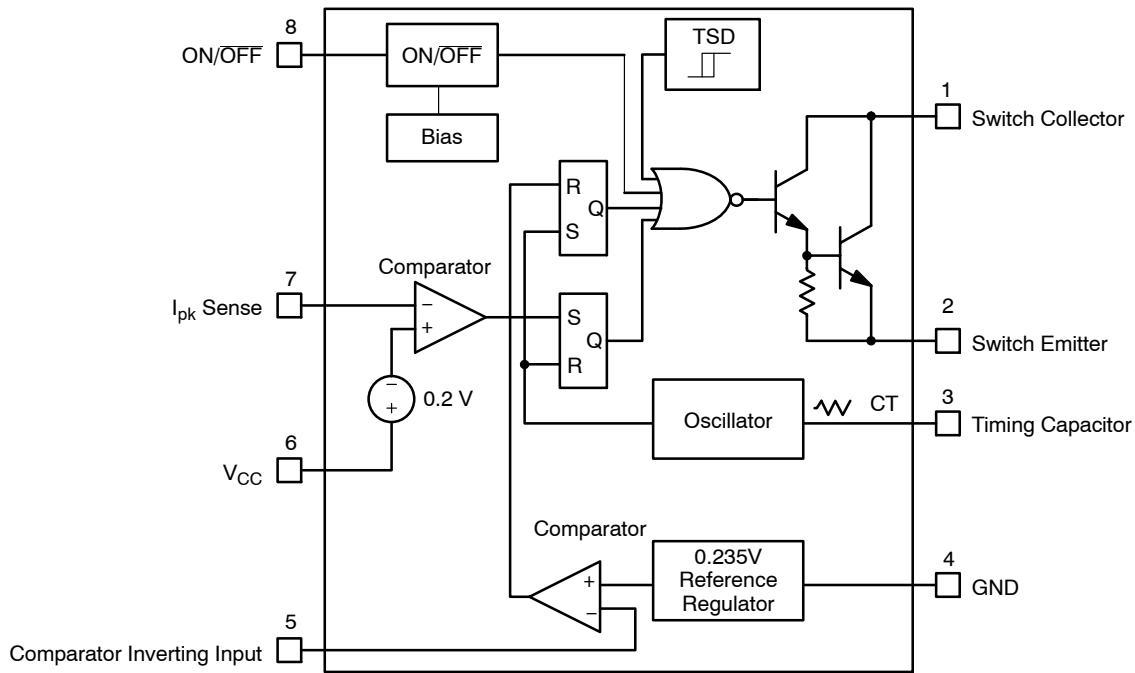 8
ON/OFF
ON/OFF
TSD
Bias
1
Switch Collector
R
Q
S
Comparator
7
Ipk Sense
−
+
S
Q
R
2
Switch Emitter
−
+
0.2 V
6
VCC
Oscillator
CT
3
Timing Capacitor
Comparator
+
−
0.235V
Reference
Regulator
4
GND
5
Comparator Inverting Input